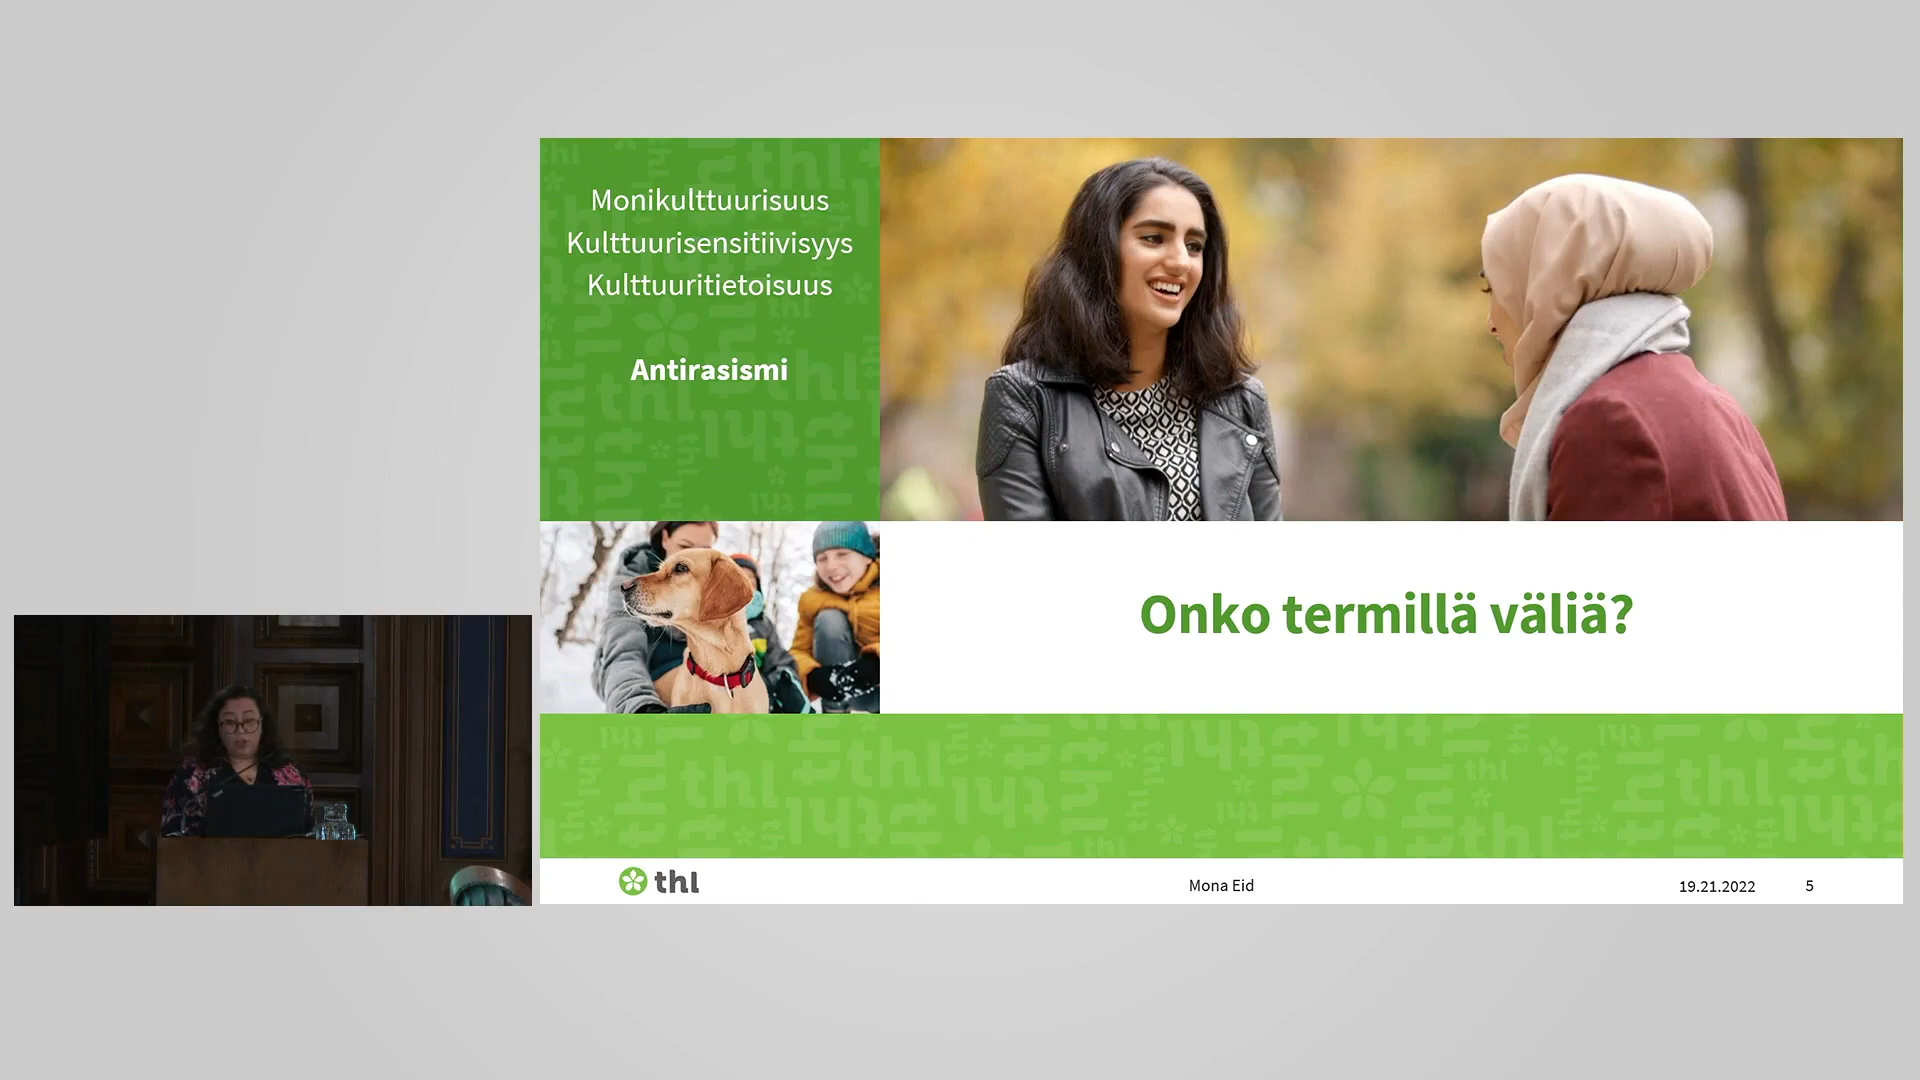 Monikulttuurisuus
Kulttuurisensitiivisyys
Kulttuuritietoisuus
Antirasismi
Onko termillä väliä?
thl
Mona Eid
19.21.2022
5